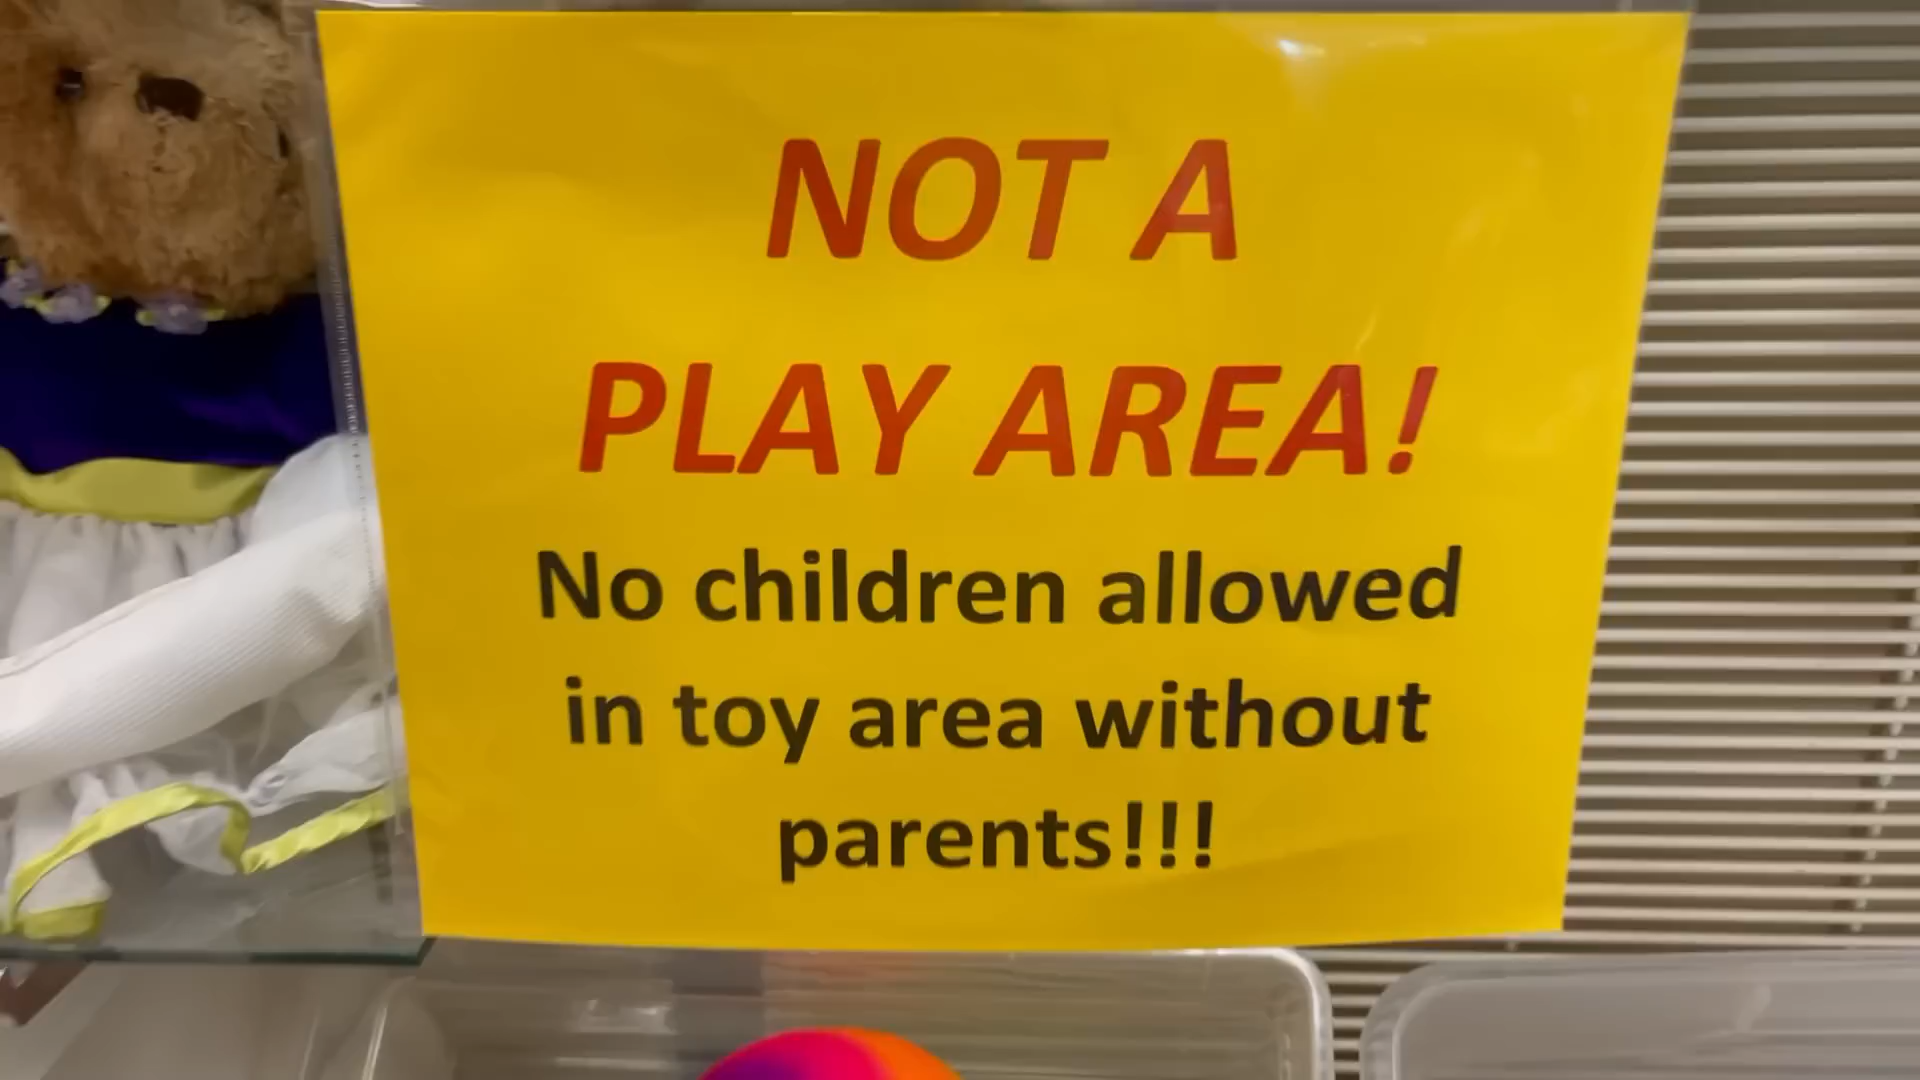 NOT A
PLAY AREA!
No children allowed
in toy area without
parents!!!